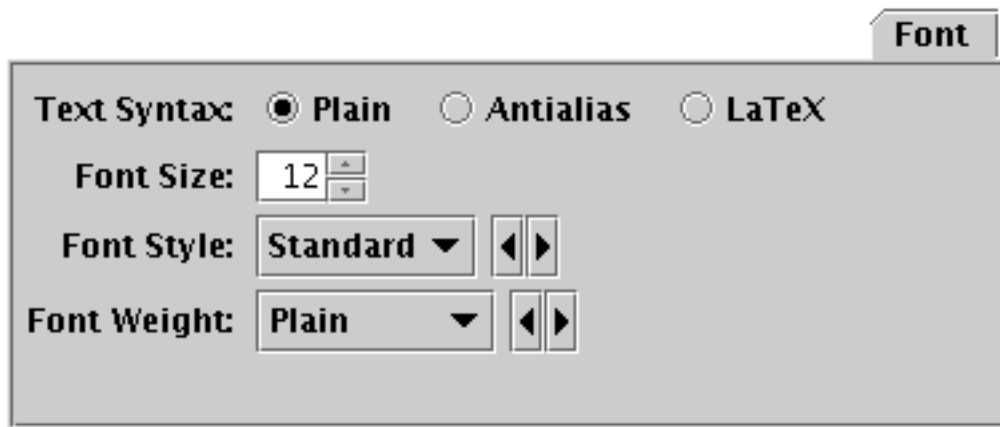 Font
Text Syntax: Plain Antialias LaTeX
Font Size: 12
Font Style: Standard
Font Weight: Plain